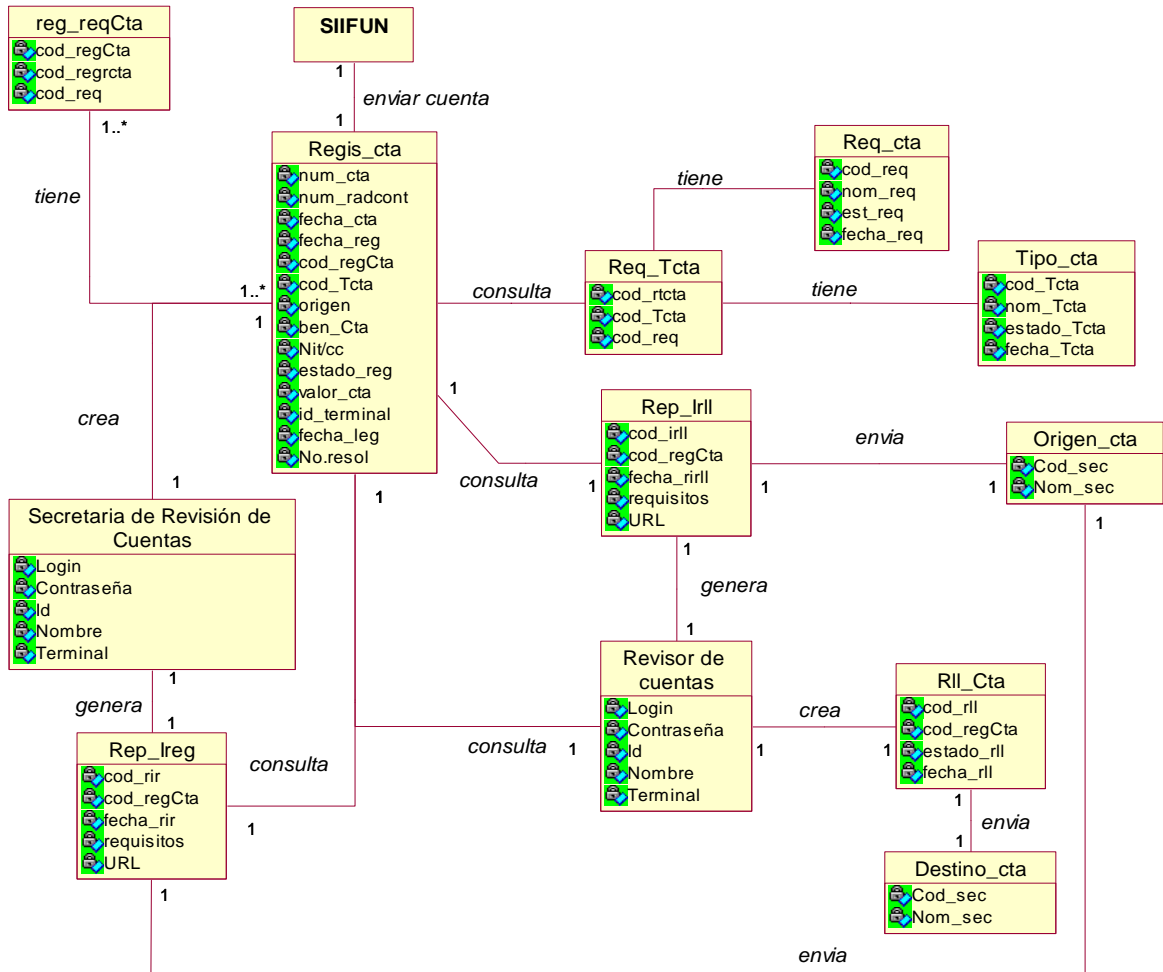 reg_reqCta
cod_regCta
cod_regrcta
cod_req
1..*
tiene
SIIFUN
1
enviar cuenta
1
Regis_cta
num_cta
num_radcont
fecha_cta
fecha_reg
cod_regCta
cod_Tcta
origen
ben_Cta
Nit/cc
estado_reg
valor_cta
id_terminal
fecha_leg
No.resol
1..*
1
consulta
Req_Tcta
cod_rtcta
cod_Tcta
cod_req
tiene
Req_cta
cod_req
nom_req
est_req
fecha_req
tiene
Tipo_cta
cod_Tcta
nom_Tcta
estado_Tcta
fecha_Tcta
crea
1
1
consulta
1
Rep_Irll
cod_irll
cod_regCta
fecha_rirll
requisitos
URL
1
envia
1
Origen_cta
Cod_sec
Nom_sec
1
1
Secretaria de Revisión de
Cuentas
Login
Contraseña
Id
Nombre
Terminal
1
genera
1
1
genera
1
Revisor de
cuentas
Login
Contraseña
Id
Nombre
Terminal
1
crea
1
Rll_Cta
cod_rll
cod_regCta
estado_rll
fecha_rll
1
envia
1
Rep_Ireg
cod_rir
cod_regCta
fecha_rir
requisitos
URL
consulta
1
consulta
1
1
Destino_cta
Cod_sec
Nom_sec
envia